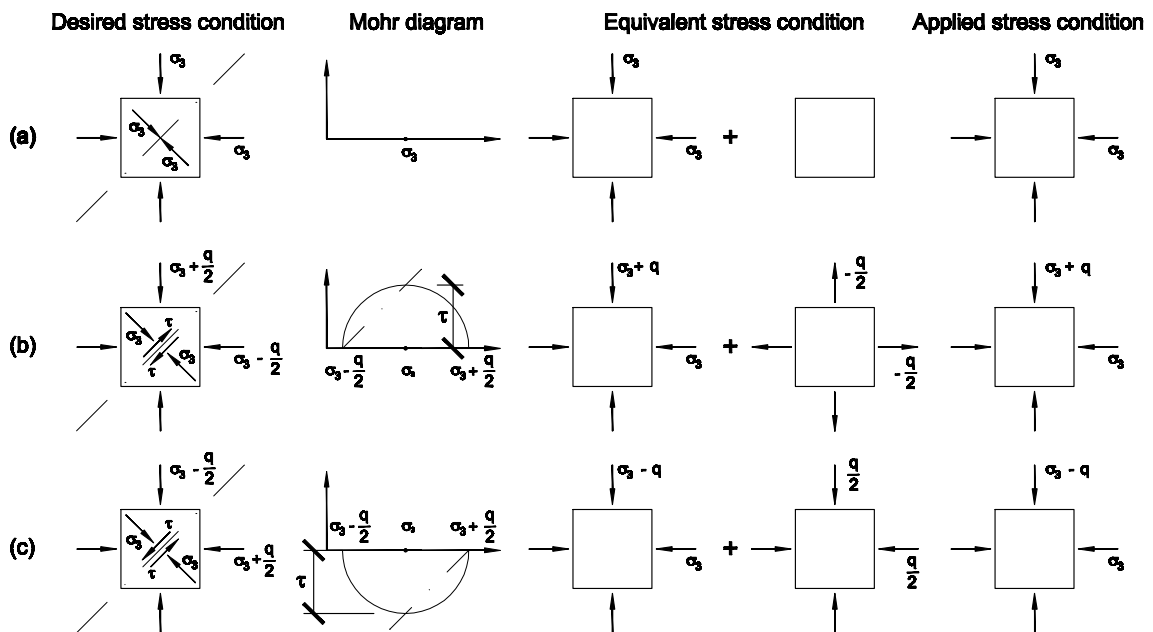 Desired stress condition
Mohr diagram
Equivalent stress condition
Applied stress condition
(a)
σ₃
σ₃
σ₃
σ₃
σ₃
σ₃
σ₃
+
σ₃
σ₃
(b)
σ₃ + q/2
τ
σ₃
σ₃
τ
σ₃ - q/2
τ
σ₃ - q/2
σ₃
σ₃ + q/2
σ₃ + q
σ₃
+
- q/2
- q/2
σ₃ + q
σ₃
(c)
σ₃ - q/2
τ
σ₃
σ₃
τ
σ₃ + q/2
σ₃ - q/2
σ₃
σ₃ + q/2
τ
σ₃ - q
σ₃
+
q/2
q/2
σ₃ - q
σ₃